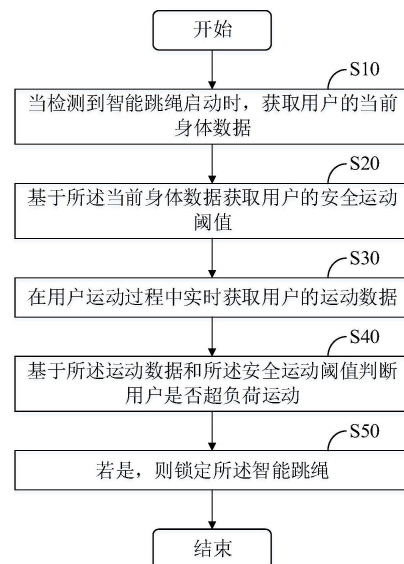 开始
S10
当检测到智能跳绳启动时，获取用户的当前
身体数据
S20
基于所述当前身体数据获取用户的安全运动
阈值
S30
在用户运动过程中实时获取用户的运动数据
S40
基于所述运动数据和所述安全运动阈值判断
用户是否超负荷运动
S50
若是，则锁定所述智能跳绳
结束